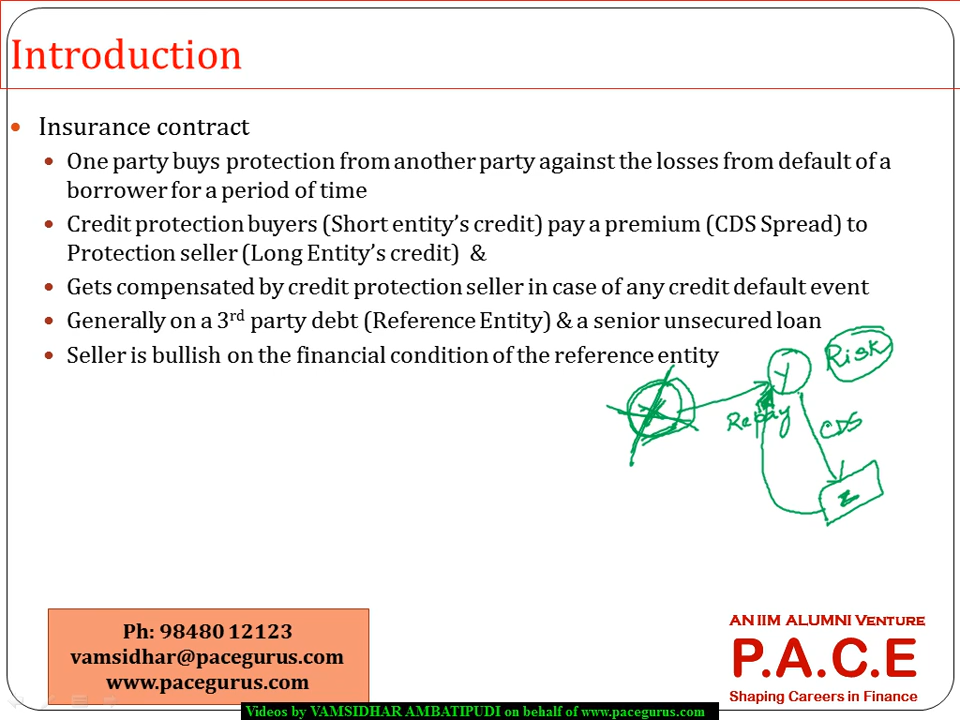 Introduction
Insurance contract
One party buys protection from another party against the losses from default of a
borrower for a period of time
Credit protection buyers (Short entity's credit) pay a premium (CDS Spread) to
Protection seller (Long Entity's credit) &
Gets compensated by credit protection seller in case of any credit default event
Generally on a 3rd party debt (Reference Entity) & a senior unsecured loan
Seller is bullish on the financial condition of the reference entity
Risk
Y
Repay
CDS
Z
Ph: 98480 12123
vamsidhar@pacegurus.com
www.pacegurus.com
AN IIM ALUMNI VENTURE
P.A.C.E
Shaping Careers in Finance
Videos by VAMSIDHAR AMBATIPUDI on behalf of www.pacegurus.com